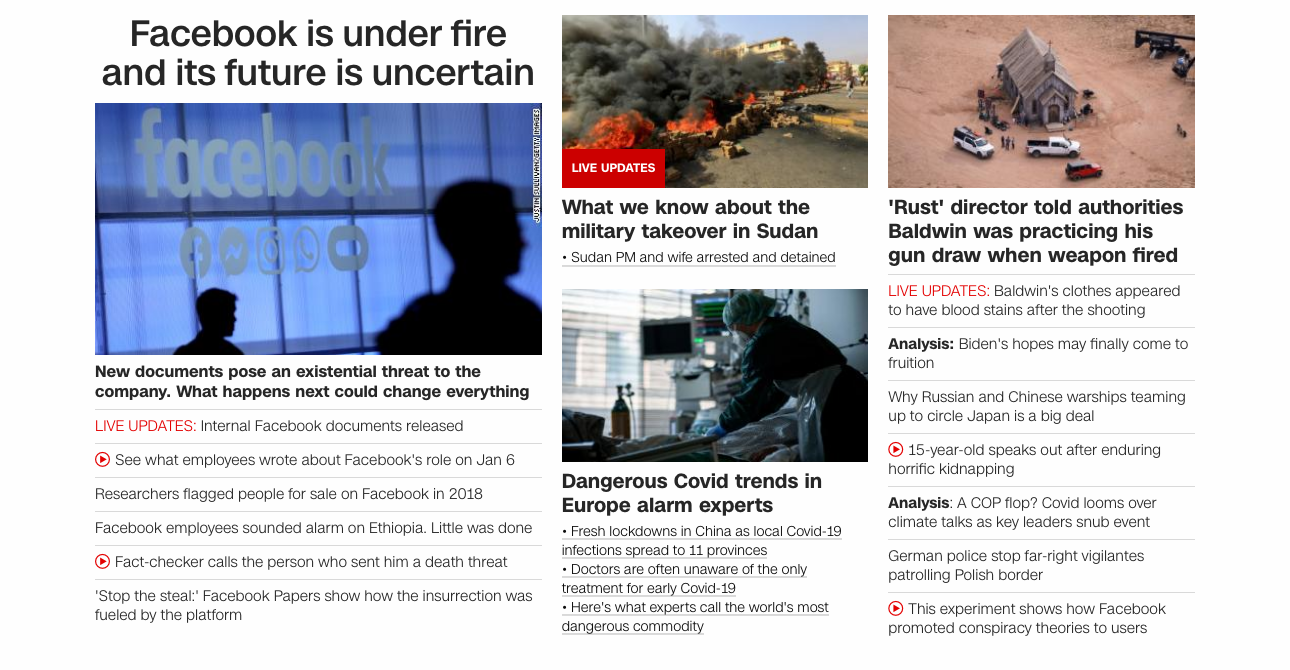 Facebook is under fire
and its future is uncertain
facebook
JUSTIN SULLIVAN/GETTY IMAGES
New documents pose an existential threat to the
company. What happens next could change everything
LIVE UPDATES: Internal Facebook documents released
See what employees wrote about Facebook's role on Jan 6
Researchers flagged people for sale on Facebook in 2018
Facebook employees sounded alarm on Ethiopia. Little was done
Fact-checker calls the person who sent him a death threat
'Stop the steal:' Facebook Papers show how the insurrection was
fueled by the platform
LIVE UPDATES
What we know about the
military takeover in Sudan
• Sudan PM and wife arrested and detained
Dangerous Covid trends in
Europe alarm experts
• Fresh lockdowns in China as local Covid-19
infections spread to 11 provinces
• Doctors are often unaware of the only
treatment for early Covid-19
• Here's what experts call the world's most
dangerous commodity
'Rust' director told authorities
Baldwin was practicing his
gun draw when weapon fired
LIVE UPDATES: Baldwin's clothes appeared
to have blood stains after the shooting
Analysis: Biden's hopes may finally come to
fruition
Why Russian and Chinese warships teaming
up to circle Japan is a big deal
15-year-old speaks out after enduring
horrific kidnapping
Analysis: A COP flop? Covid looms over
climate talks as key leaders snub event
German police stop far-right vigilantes
patrolling Polish border
This experiment shows how Facebook
promoted conspiracy theories to users